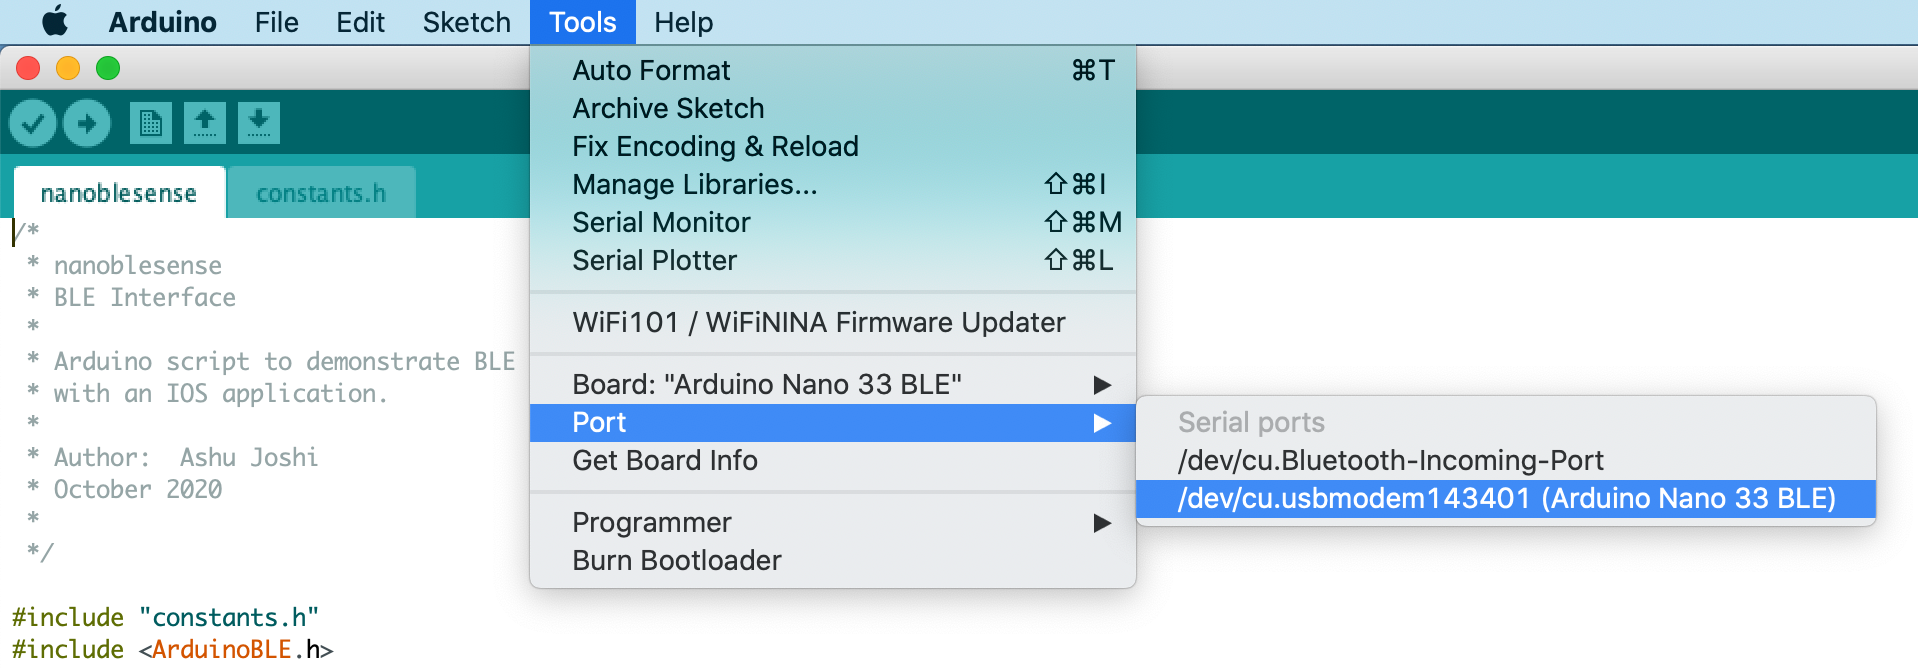 Arduino File Edit Sketch Tools Help
Auto Format ⌘T
Archive Sketch
Fix Encoding & Reload
Manage Libraries... ⇧⌘I
Serial Monitor ⇧⌘M
Serial Plotter ⇧⌘L
WiFi101 / WiFiNINA Firmware Updater
Board: "Arduino Nano 33 BLE"
Port
Get Board Info
Programmer
Burn Bootloader
Serial ports
/dev/cu.Bluetooth-Incoming-Port
/dev/cu.usbmodem143401 (Arduino Nano 33 BLE)
nanoblesense constants.h
/*
* nanoblesense
* BLE Interface
*
* Arduino script to demonstrate BLE
* with an IOS application.
*
* Author: Ashu Joshi
* October 2020
*
*/
#include "constants.h"
#include <ArduinoBLE.h>